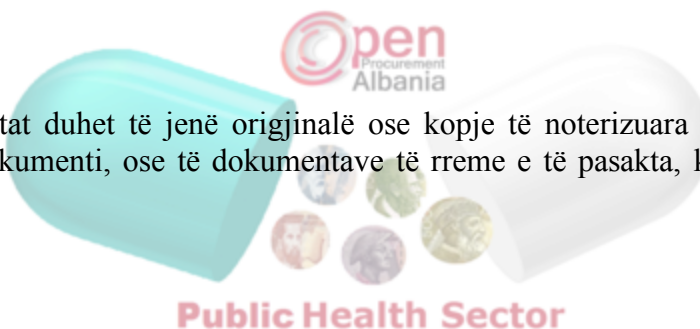 Open
Procurement
Albania
tat duhet të jenë origjinalë ose kopje të noterizuara
kumenti, ose të dokumentave të rreme e të pasakta,
Public Health Sector